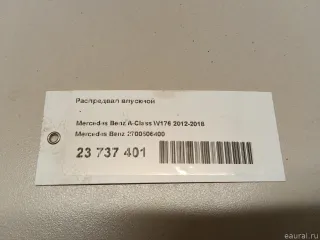 Распредвал впускной
Mercedes Benz A-Class W176 2012-2018
Mercedes Benz 2700506400
23 737 401
eaural.ru